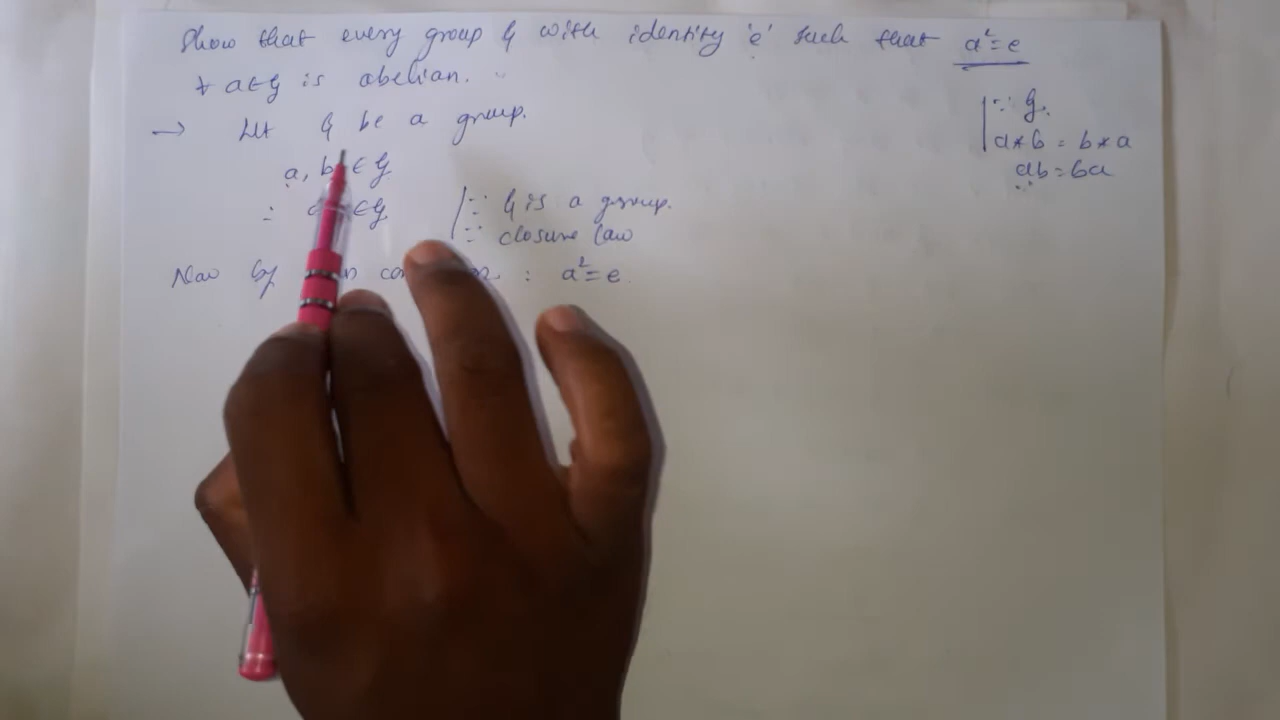 Show that every group G with identity 'e' such that a²=e
∀ a∈G is abelian.
→ Let G be a group.
a, b ∈ G
∴ ∈G | ∵ G is a group.
∵ closure law
Now by : a²=e.
| ∵ G.
a*b = b*a
ab=ba